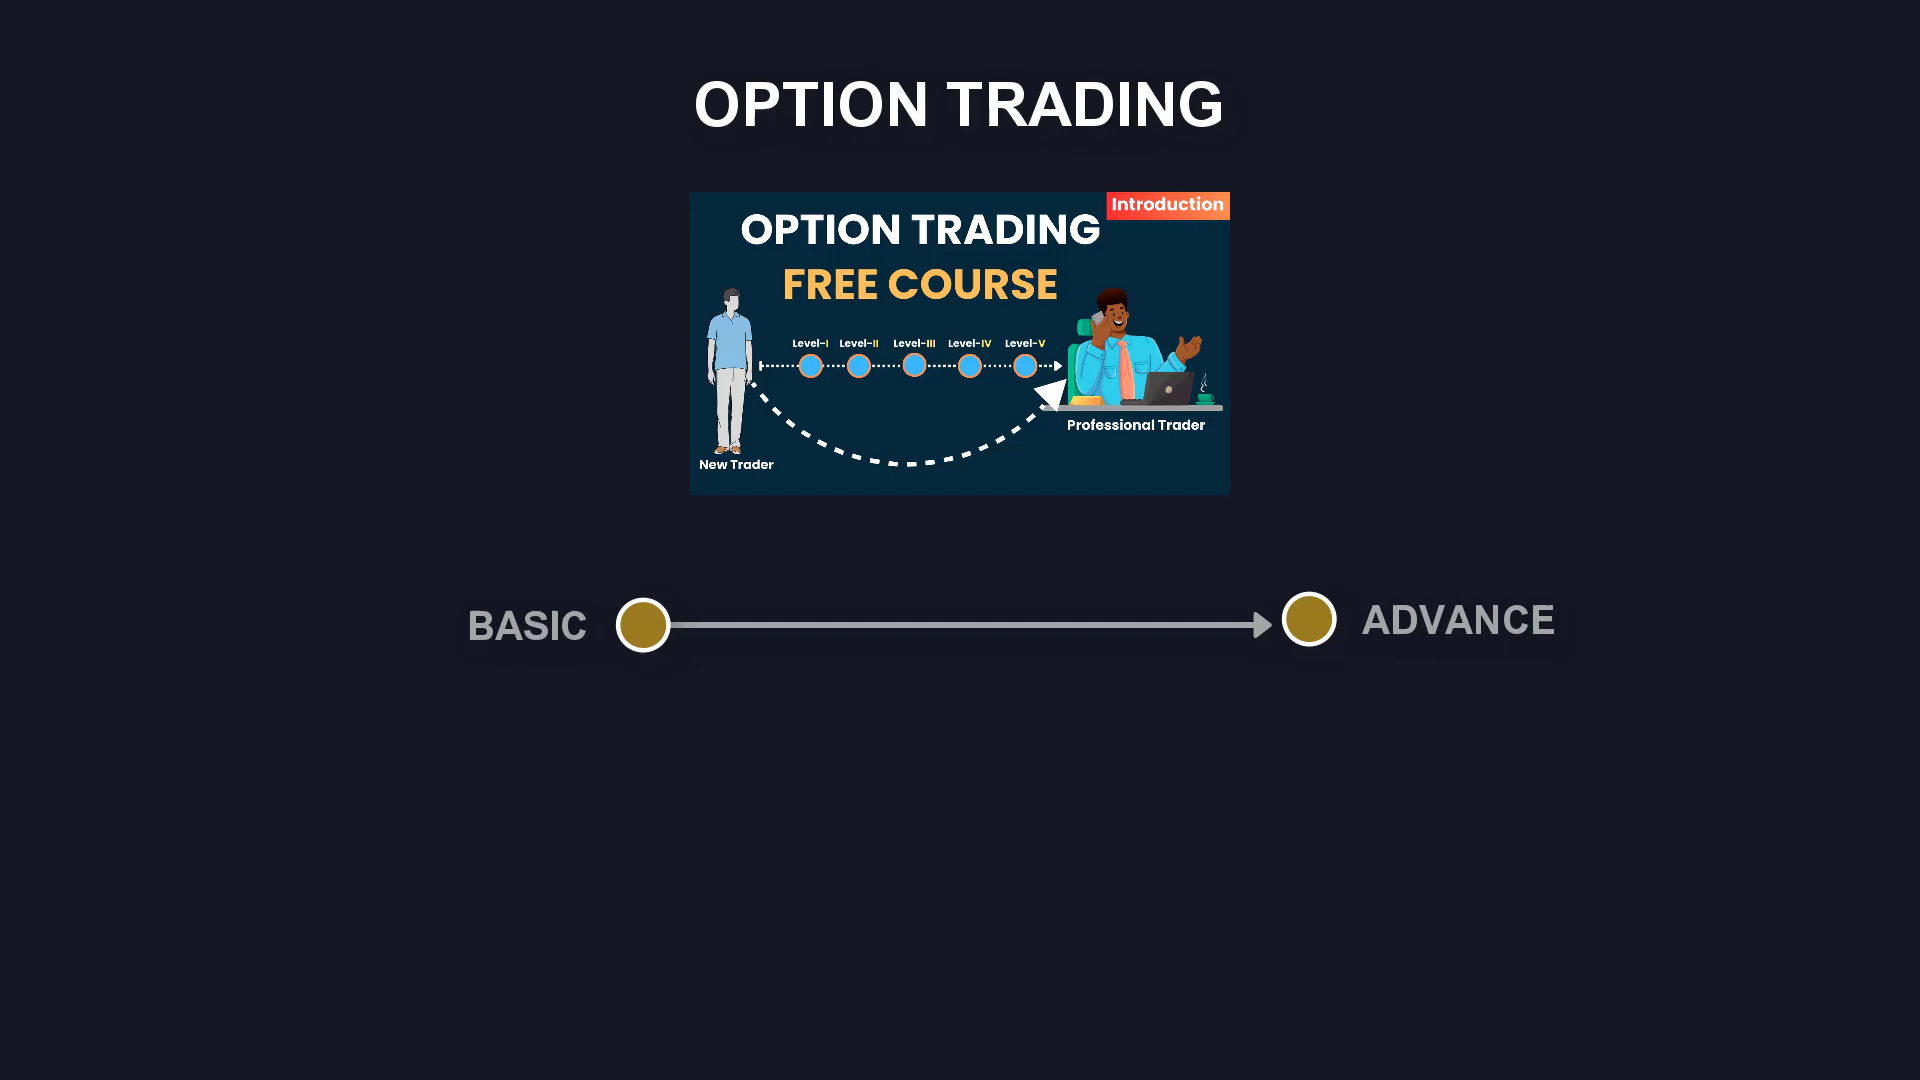 OPTION TRADING
Introduction
OPTION TRADING
FREE COURSE
Level-I Level-II Level-III Level-IV Level-V
Professional Trader
New Trader
BASIC
ADVANCE